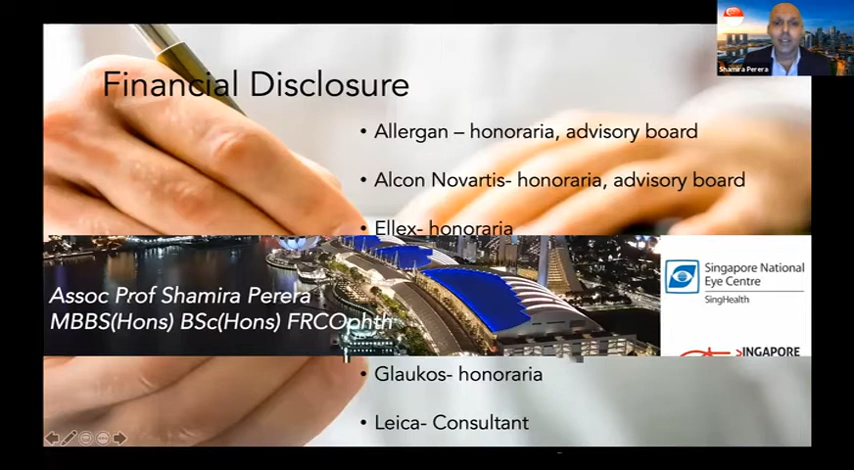 Shamira Perera
Financial Disclosure
• Allergan – honoraria, advisory board
• Alcon Novartis- honoraria, advisory board
• Ellex- honoraria
Assoc Prof Shamira Perera
MBBS(Hons) BSc(Hons) FRCOphth
Singapore National
Eye Centre
SingHealth
SINGAPORE
• Glaukos- honoraria
• Leica- Consultant